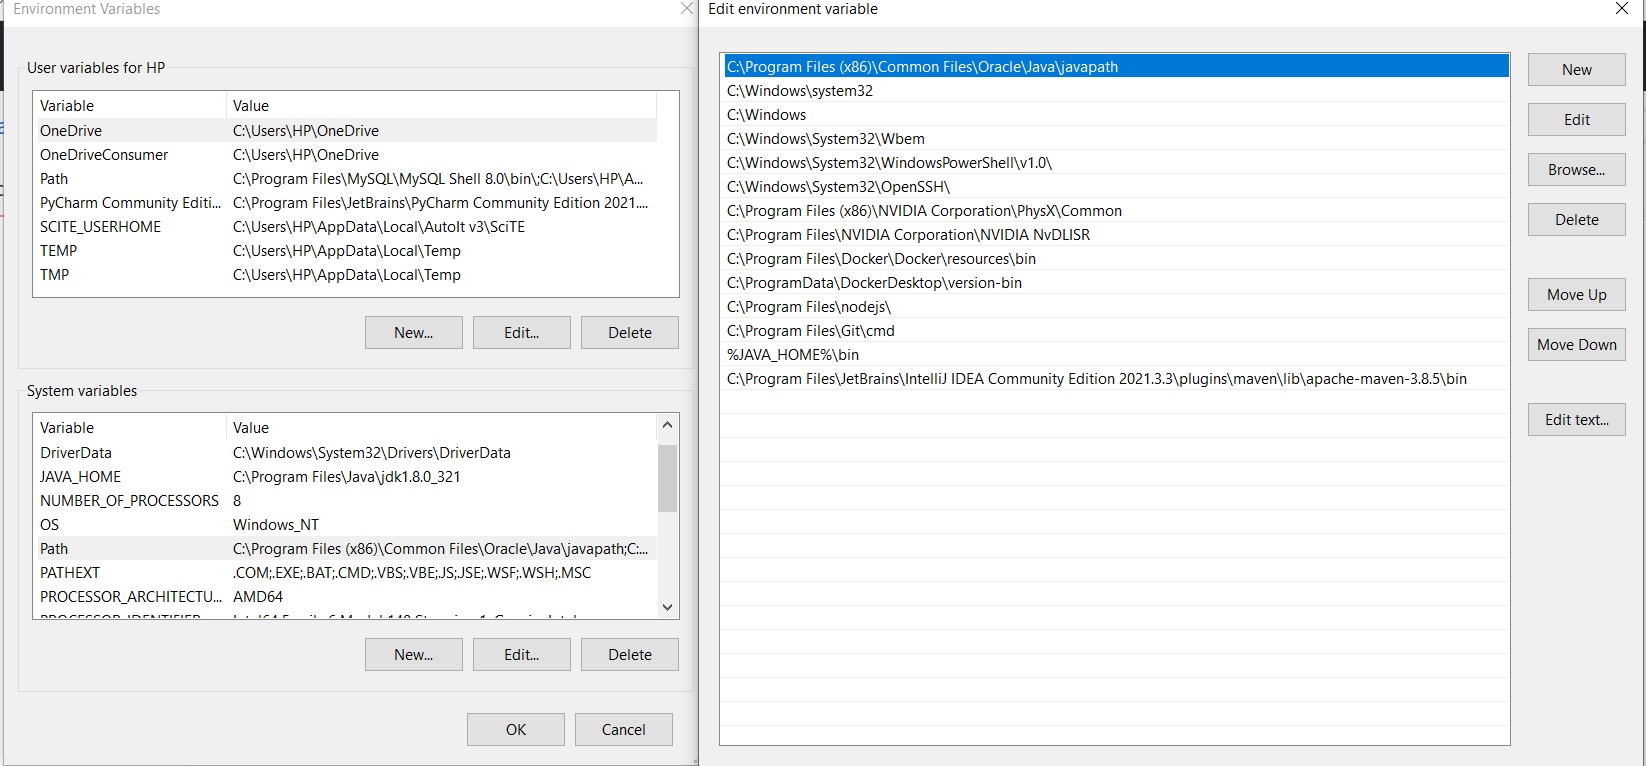 Environment Variables
User variables for HP
Variable Value
OneDrive C:\Users\HP\OneDrive
OneDriveConsumer C:\Users\HP\OneDrive
Path C:\Program Files\MySQL\MySQL Shell 8.0\bin\;C:\Users\HP\A...
PyCharm Community Editi... C:\Program Files\JetBrains\PyCharm Community Edition 2021....
SCITE_USERHOME C:\Users\HP\AppData\Local\AutoIt v3\SciTE
TEMP C:\Users\HP\AppData\Local\Temp
TMP C:\Users\HP\AppData\Local\Temp
New... Edit... Delete
System variables
Variable Value
DriverData C:\Windows\System32\Drivers\DriverData
JAVA_HOME C:\Program Files\Java\jdk1.8.0_321
NUMBER_OF_PROCESSORS 8
OS Windows_NT
Path C:\Program Files (x86)\Common Files\Oracle\Java\javapath;C:...
PATHEXT .COM;.EXE;.BAT;.CMD;.VBS;.VBE;.JS;.JSE;.WSF;.WSH;.MSC
PROCESSOR_ARCHITECTU... AMD64
New... Edit... Delete
OK Cancel
Edit environment variable
C:\Program Files (x86)\Common Files\Oracle\Java\javapath
C:\Windows\system32
C:\Windows
C:\Windows\System32\Wbem
C:\Windows\System32\WindowsPowerShell\v1.0\
C:\Windows\System32\OpenSSH\
C:\Program Files (x86)\NVIDIA Corporation\PhysX\Common
C:\Program Files\NVIDIA Corporation\NVIDIA NvDLISR
C:\Program Files\Docker\Docker\resources\bin
C:\ProgramData\DockerDesktop\version-bin
C:\Program Files\nodejs\
C:\Program Files\Git\cmd
%JAVA_HOME%\bin
C:\Program Files\JetBrains\IntelliJ IDEA Community Edition 2021.3.3\plugins\maven\lib\apache-maven-3.8.5\bin
New
Edit
Browse...
Delete
Move Up
Move Down
Edit text...